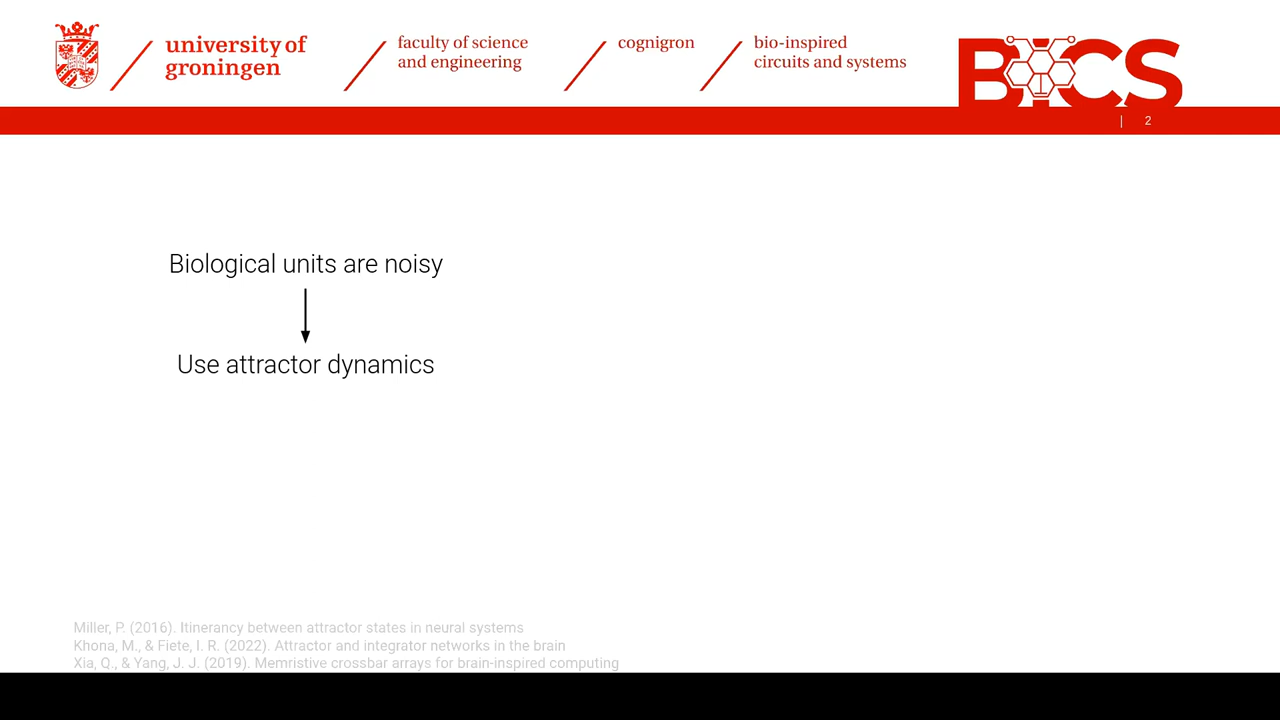 university of
groningen
faculty of science
and engineering
cognigron
bio-inspired
circuits and systems
BICS
| 2
Biological units are noisy
Use attractor dynamics
Miller, P. (2016). Itinerancy between attractor states in neural systems
Khona, M., & Fiete, I. R. (2022). Attractor and integrator networks in the brain
Xia, Q., & Yang, J. J. (2019). Memristive crossbar arrays for brain-inspired computing